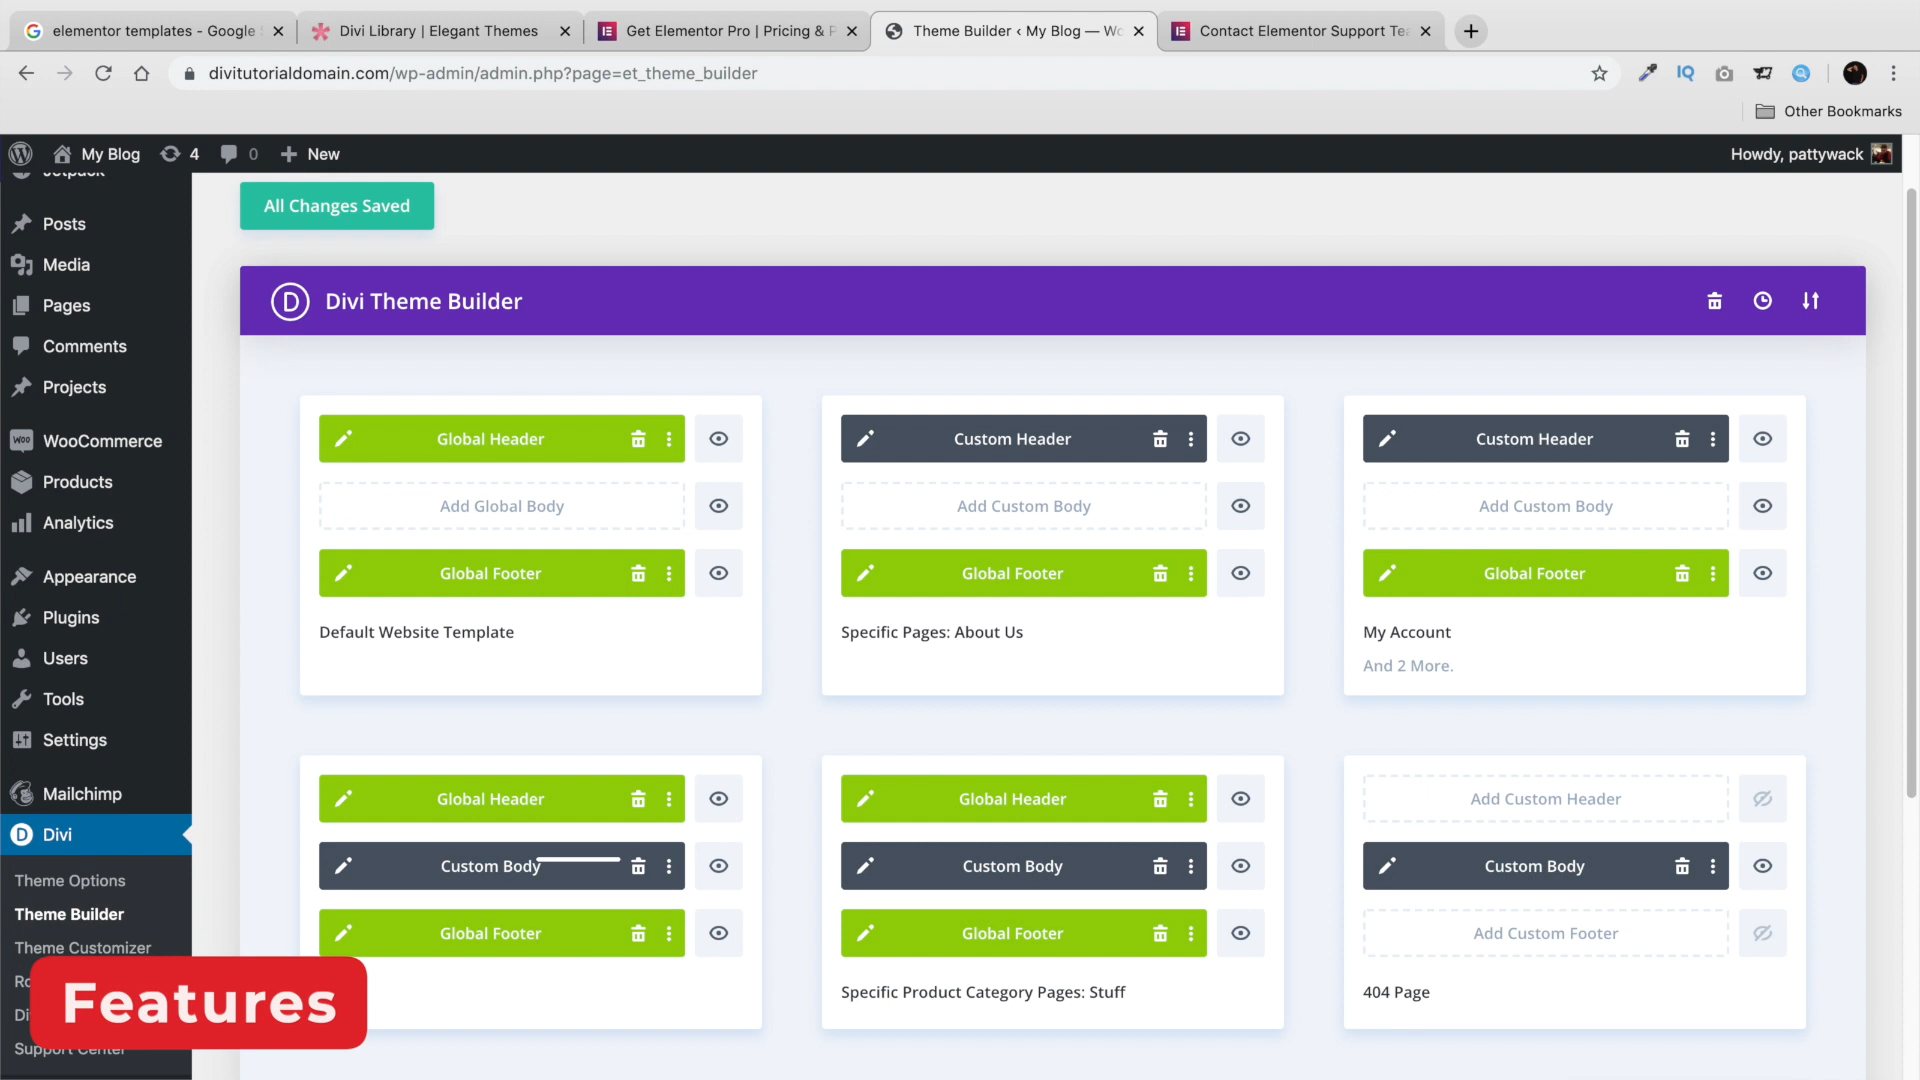 elementor templates - Google S
Divi Library | Elegant Themes
Get Elementor Pro | Pricing & P
Theme Builder ‹ My Blog — Wo
Contact Elementor Support Tea
divitutorialdomain.com/wp-admin/admin.php?page=et_theme_builder
IQ
Other Bookmarks
My Blog
4
0
New
Howdy, pattywack
Jetpack
Posts
Media
Pages
Comments
Projects
WooCommerce
Products
Analytics
Appearance
Plugins
Users
Tools
Settings
Mailchimp
Divi
Theme Options
Theme Builder
Theme Customizer
Ro
Di
Support Center
Features
All Changes Saved
D
Divi Theme Builder
Global Header
Add Global Body
Global Footer
Default Website Template
Custom Header
Add Custom Body
Global Footer
Specific Pages: About Us
Custom Header
Add Custom Body
Global Footer
My Account
And 2 More.
Global Header
Custom Body
Global Footer
Global Header
Custom Body
Global Footer
Specific Product Category Pages: Stuff
Add Custom Header
Custom Body
Add Custom Footer
404 Page